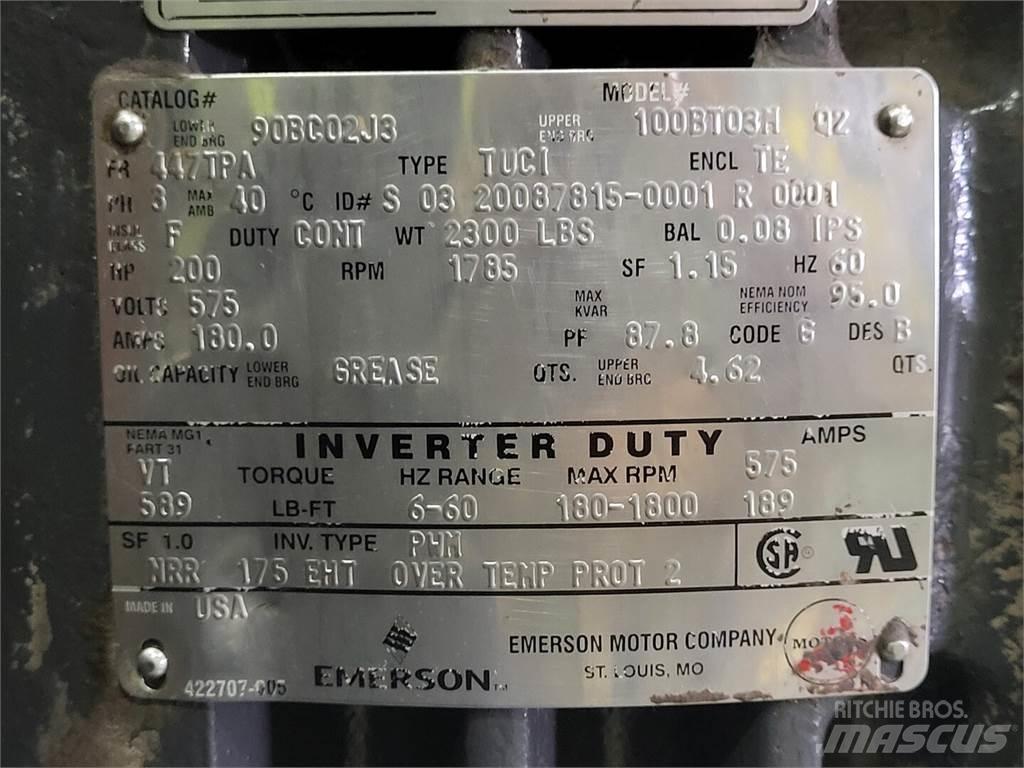 CATALOG# MODEL#
LOWER END BRG 90BC02J3 UPPER END BRG 100BT03H Q2
FR 447TPA TYPE TUCI ENCL TE
PH 3 MAX AMB 40 °C ID# S 03 20087815-0001 R 0001
INSUL CLASS F DUTY CONT WT 2300 LBS BAL 0.08 IPS
HP 200 RPM 1785 SF 1.15 HZ 60
VOLTS 575 MAX KVAR NEMA NOM EFFICIENCY 95.0
AMPS 180.0 PF 87.8 CODE G DES B
OIL CAPACITY LOWER END BRG GREASE QTS. UPPER END BRG 4.62 QTS.
NEMA MG1, PART 31 INVERTER DUTY AMPS
VT TORQUE HZ RANGE MAX RPM 575
589 LB-FT 6-60 180-1800 189
SF 1.0 INV. TYPE PWM
NRR 175 EHT OVER TEMP PROT 2
SA ®
MADE IN USA
EMERSON MOTOR COMPANY
ST. LOUIS, MO
MOTORS
422707-005 EMERSON™
RITCHIE BROS.
MASCUS